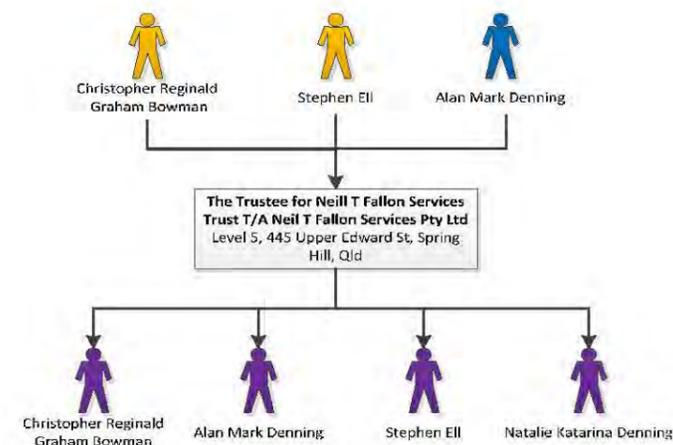 Christopher Reginald
Graham Bowman
Stephen Ell
Alan Mark Denning
The Trustee for Neill T Fallon Services
Trust T/A Neil T Fallon Services Pty Ltd
Level 5, 445 Upper Edward St, Spring
Hill, Qld
Christopher Reginald
Graham Bowman
Alan Mark Denning
Stephen Ell
Natalie Katarina Denning